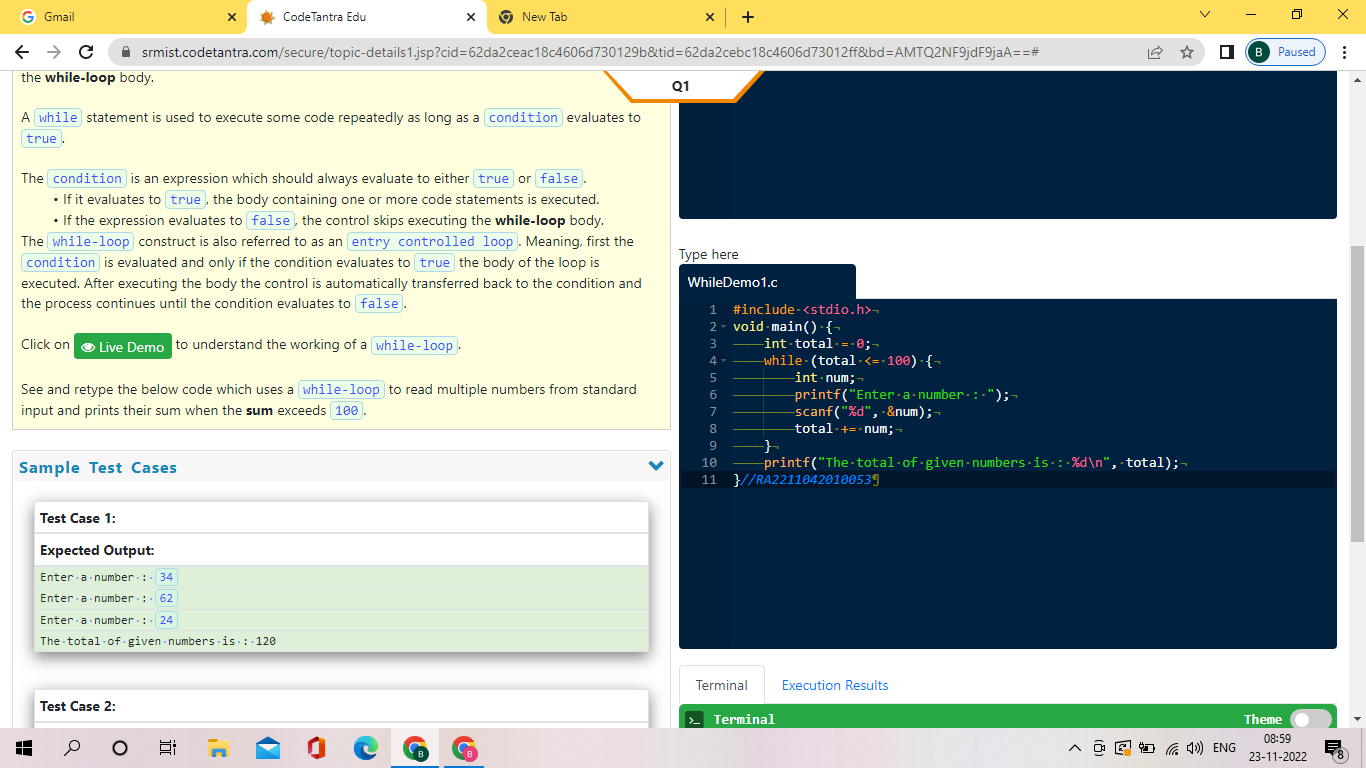 Gmail
CodeTantra Edu
New Tab
srmist.codetantra.com/secure/topic-details1.jsp?cid=62da2ceac18c4606d730129b&tid=62da2cebc18c4606d73012ff&bd=AMTQ2NF9jdF9jaA==#
B Paused
Q1
the while-loop body.
A while statement is used to execute some code repeatedly as long as a condition evaluates to
true.
The condition is an expression which should always evaluate to either true or false.
• If it evaluates to true, the body containing one or more code statements is executed.
• If the expression evaluates to false, the control skips executing the while-loop body.
The while-loop construct is also referred to as an entry controlled loop. Meaning, first the
condition is evaluated and only if the condition evaluates to true the body of the loop is
executed. After executing the body the control is automatically transferred back to the condition and
the process continues until the condition evaluates to false.
Click on Live Demo to understand the working of a while-loop.
See and retype the below code which uses a while-loop to read multiple numbers from standard
input and prints their sum when the sum exceeds 100.
Sample Test Cases
Test Case 1:
Expected Output:
Enter·a·number·:· 34
Enter·a·number·:· 62
Enter·a·number·:· 24
The·total·of·given·numbers·is·:·120
Test Case 2:
Type here
WhileDemo1.c
1 #include·<stdio.h>¬
2 void·main()·{¬
3 int·total·=·0;¬
4 while·(total·<=·100)·{¬
5 int·num;¬
6 printf("Enter·a·number·:·");¬
7 scanf("%d",·&num);¬
8 total·+=·num;¬
9 }¬
10 printf("The·total·of·given·numbers·is·:·%d\n",·total);¬
11 }//RA2211042010053¶
Terminal
Execution Results
>_ Terminal
Theme
B
B
ENG
08:59
23-11-2022
8